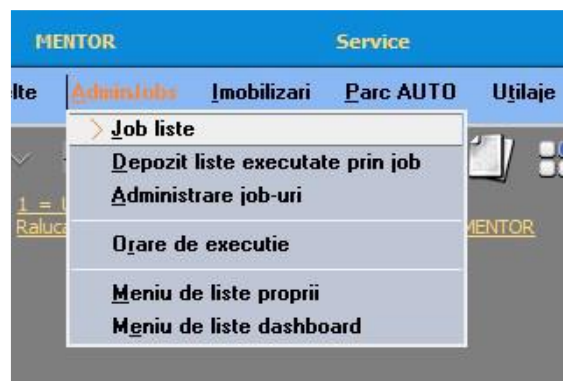 MENTOR Service
lte AdminJobs Imobilizari Parc AUTO Utilaje
Job liste
Depozit liste executate prin job
Administrare job-uri
1 =
Raluca MENTOR
Orare de executie
Meniu de liste proprii
Meniu de liste dashboard